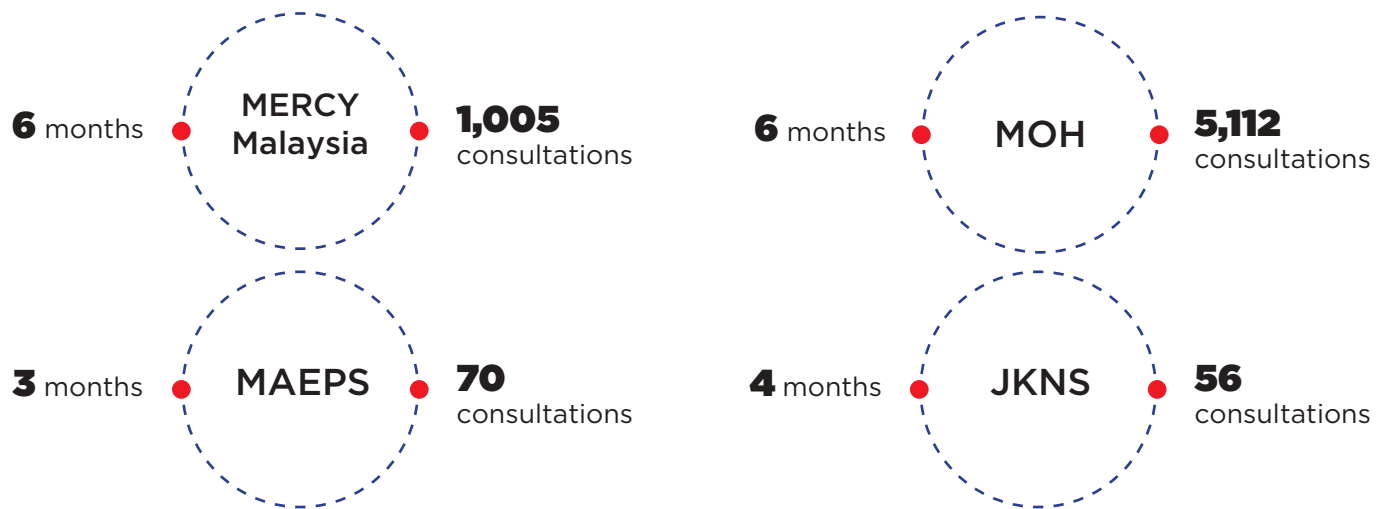 6 months
MERCY
Malaysia
1,005
consultations
6 months
MOH
5,112
consultations
3 months
MAEPS
70
consultations
4 months
JKNS
56
consultations